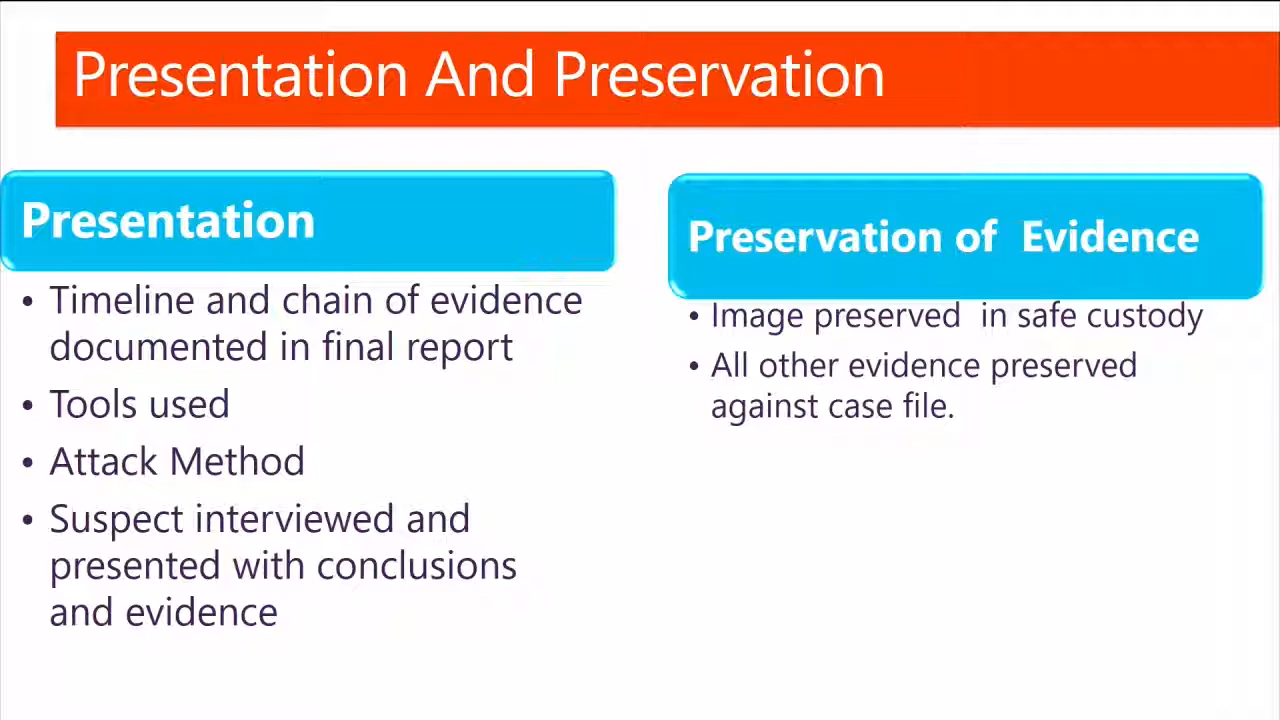 Presentation And Preservation
Presentation
• Timeline and chain of evidence
documented in final report
• Tools used
• Attack Method
• Suspect interviewed and
presented with conclusions
and evidence
Preservation of  Evidence
• Image preserved  in safe custody
• All other evidence preserved
against case file.